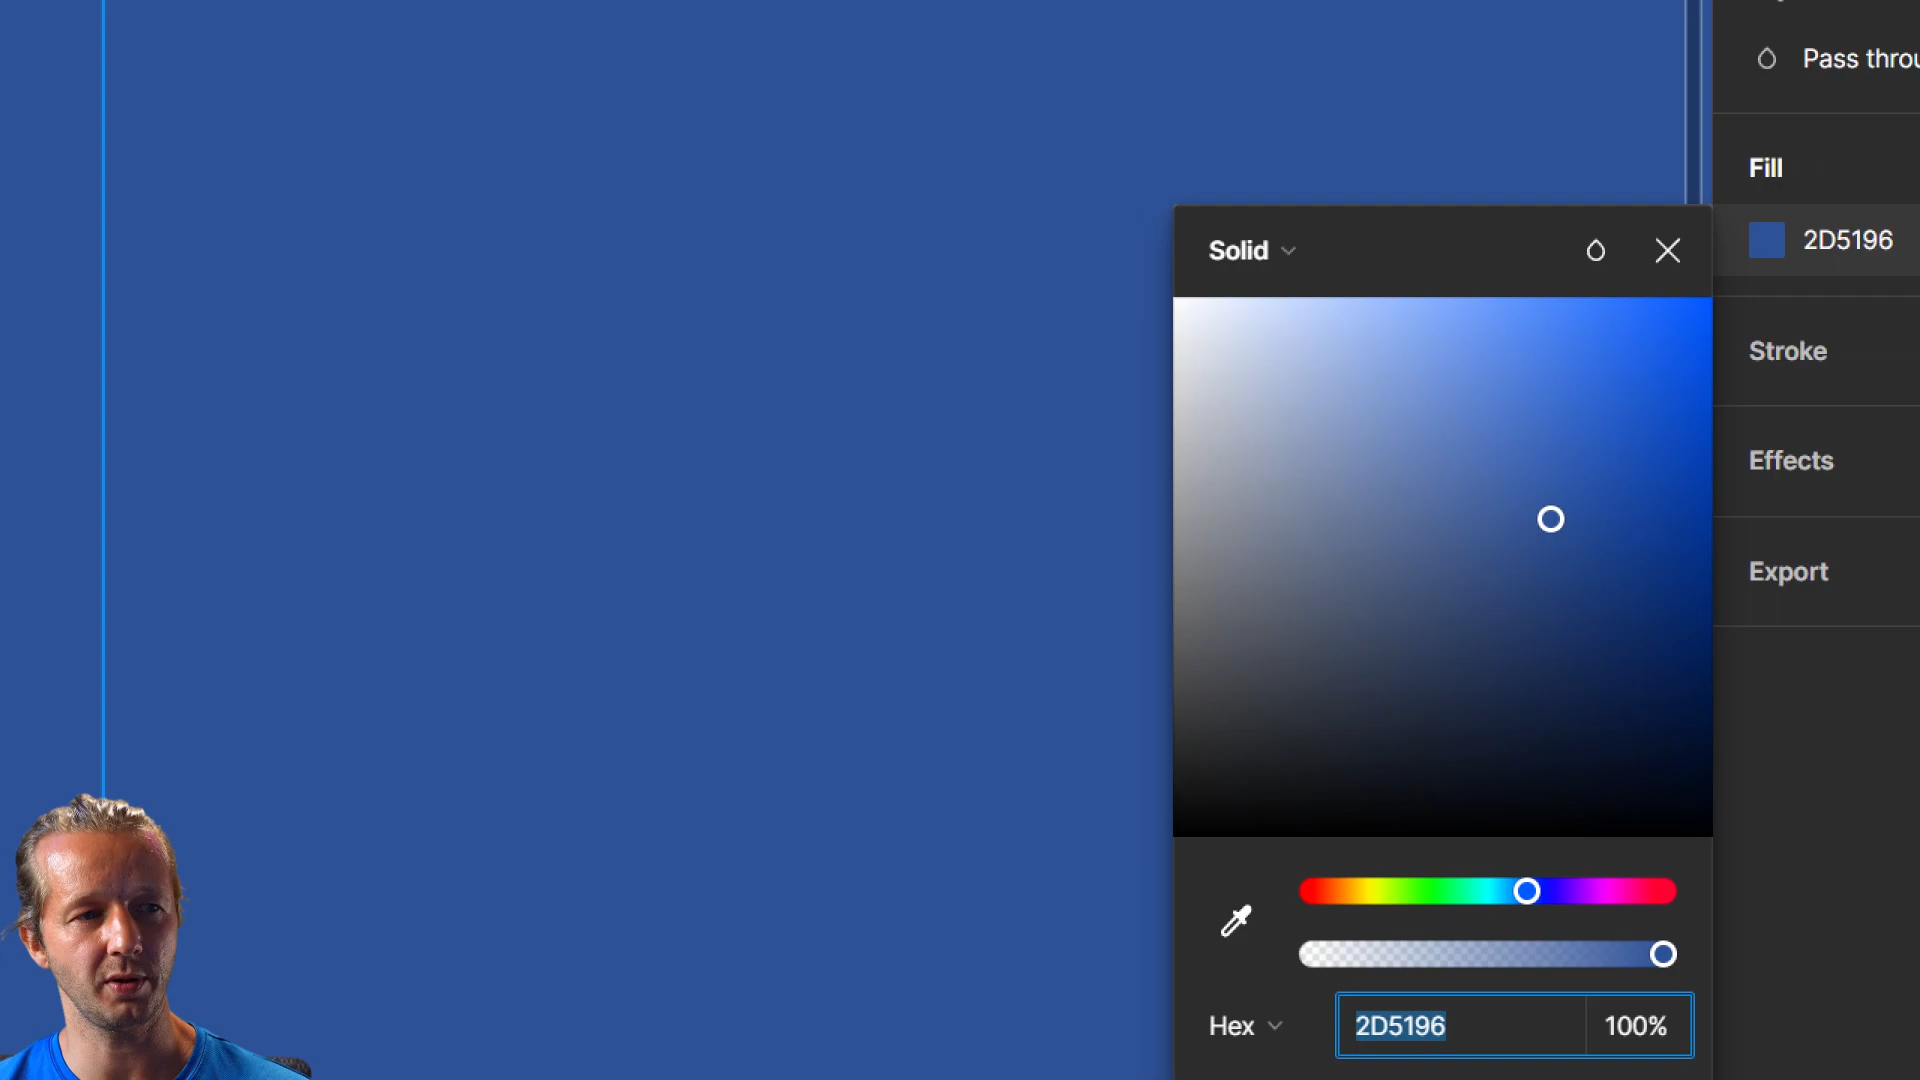 Pass throu
Fill
Solid
2D5196
Stroke
Effects
Export
Hex
2D5196
100%